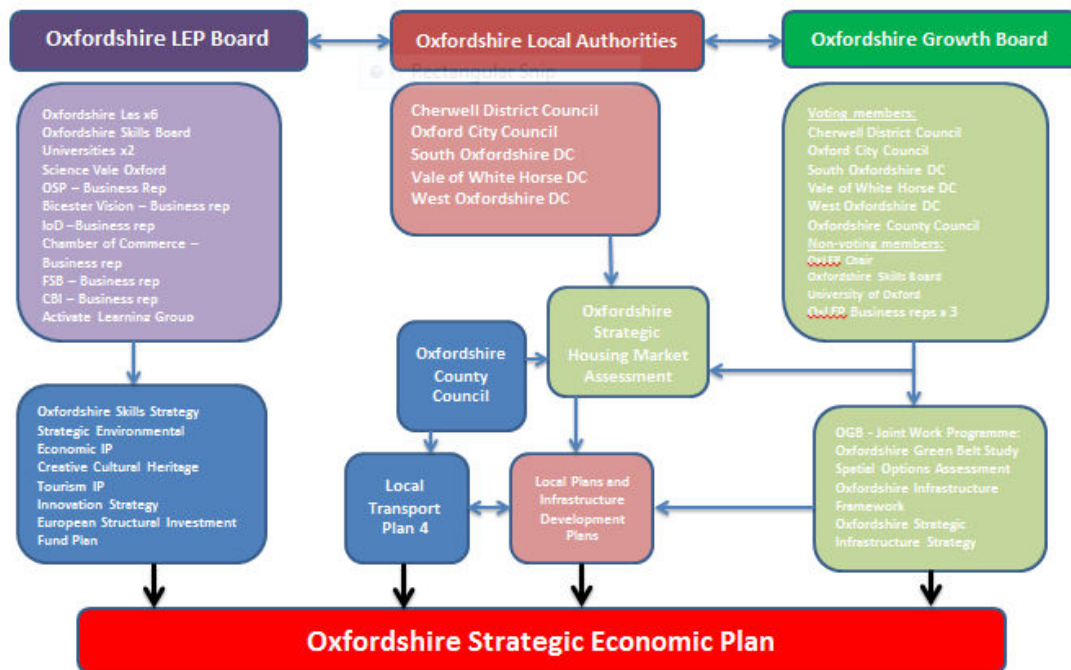 Oxfordshire LEP Board
Oxfordshire Local Authorities
Oxfordshire Growth Board
Rectangular Snip
Oxfordshire Las x6
Oxfordshire Skills Board
Universities x2
Science Vale Oxford
OSP – Business Rep
Bicester Vision – Business rep
IoD –Business rep
Chamber of Commerce –
Business rep
FSB – Business rep
CBI – Business rep
Activate Learning Group
Cherwell District Council
Oxford City Council
South Oxfordshire DC
Vale of White Horse DC
West Oxfordshire DC
Voting members:
Cherwell District Council
Oxford City Council
South Oxfordshire DC
Vale of White Horse DC
West Oxfordshire DC
Oxfordshire County Council
Non-voting members:
OxLEP Chair
Oxfordshire Skills Board
University of Oxford
OxLEP Business reps x 3
Oxfordshire
Strategic
Housing Market
Assessment
Oxfordshire
County
Council
Oxfordshire Skills Strategy
Strategic Environmental
Economic IP
Creative Cultural Heritage
Tourism IP
Innovation Strategy
European Structural Investment
Fund Plan
Local
Transport
Plan 4
Local Plans and
Infrastructure
Development
Plans
OGB - Joint Work Programme:
Oxfordshire Green Belt Study
Spatial Options Assessment
Oxfordshire Infrastructure
Framework
Oxfordshire Strategic
Infrastructure Strategy
Oxfordshire Strategic Economic Plan